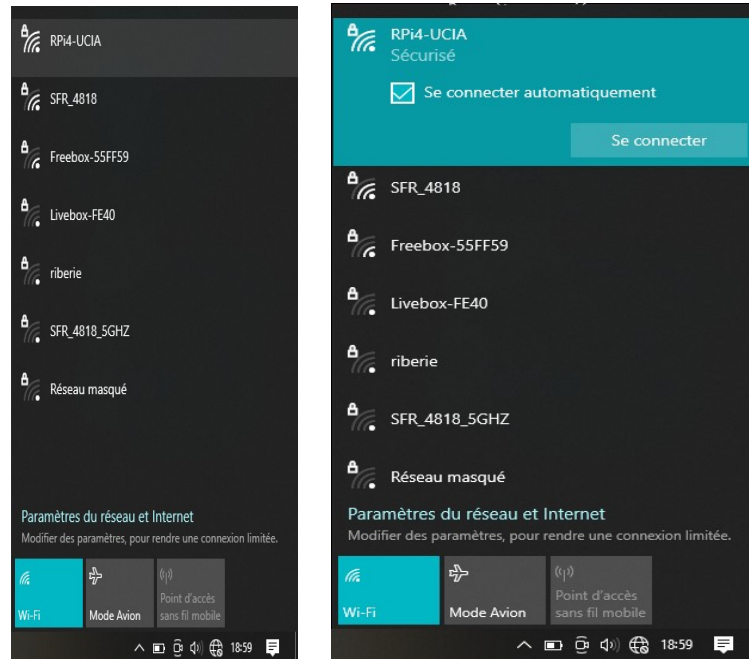 RPi4-UCIA
SFR_4818
Freebox-55FF59
Livebox-FE40
riberie
SFR_4818_5GHZ
Réseau masqué
Paramètres du réseau et Internet
Modifier des paramètres, pour rendre une connexion limitée.
Wi-Fi
Mode Avion
Point d'accès
sans fil mobile
18:59
RPi4-UCIA
Sécurisé
Se connecter automatiquement
Se connecter
SFR_4818
Freebox-55FF59
Livebox-FE40
riberie
SFR_4818_5GHZ
Réseau masqué
Paramètres du réseau et Internet
Modifier des paramètres, pour rendre une connexion limitée.
Wi-Fi
Mode Avion
Point d'accès
sans fil mobile
18:59